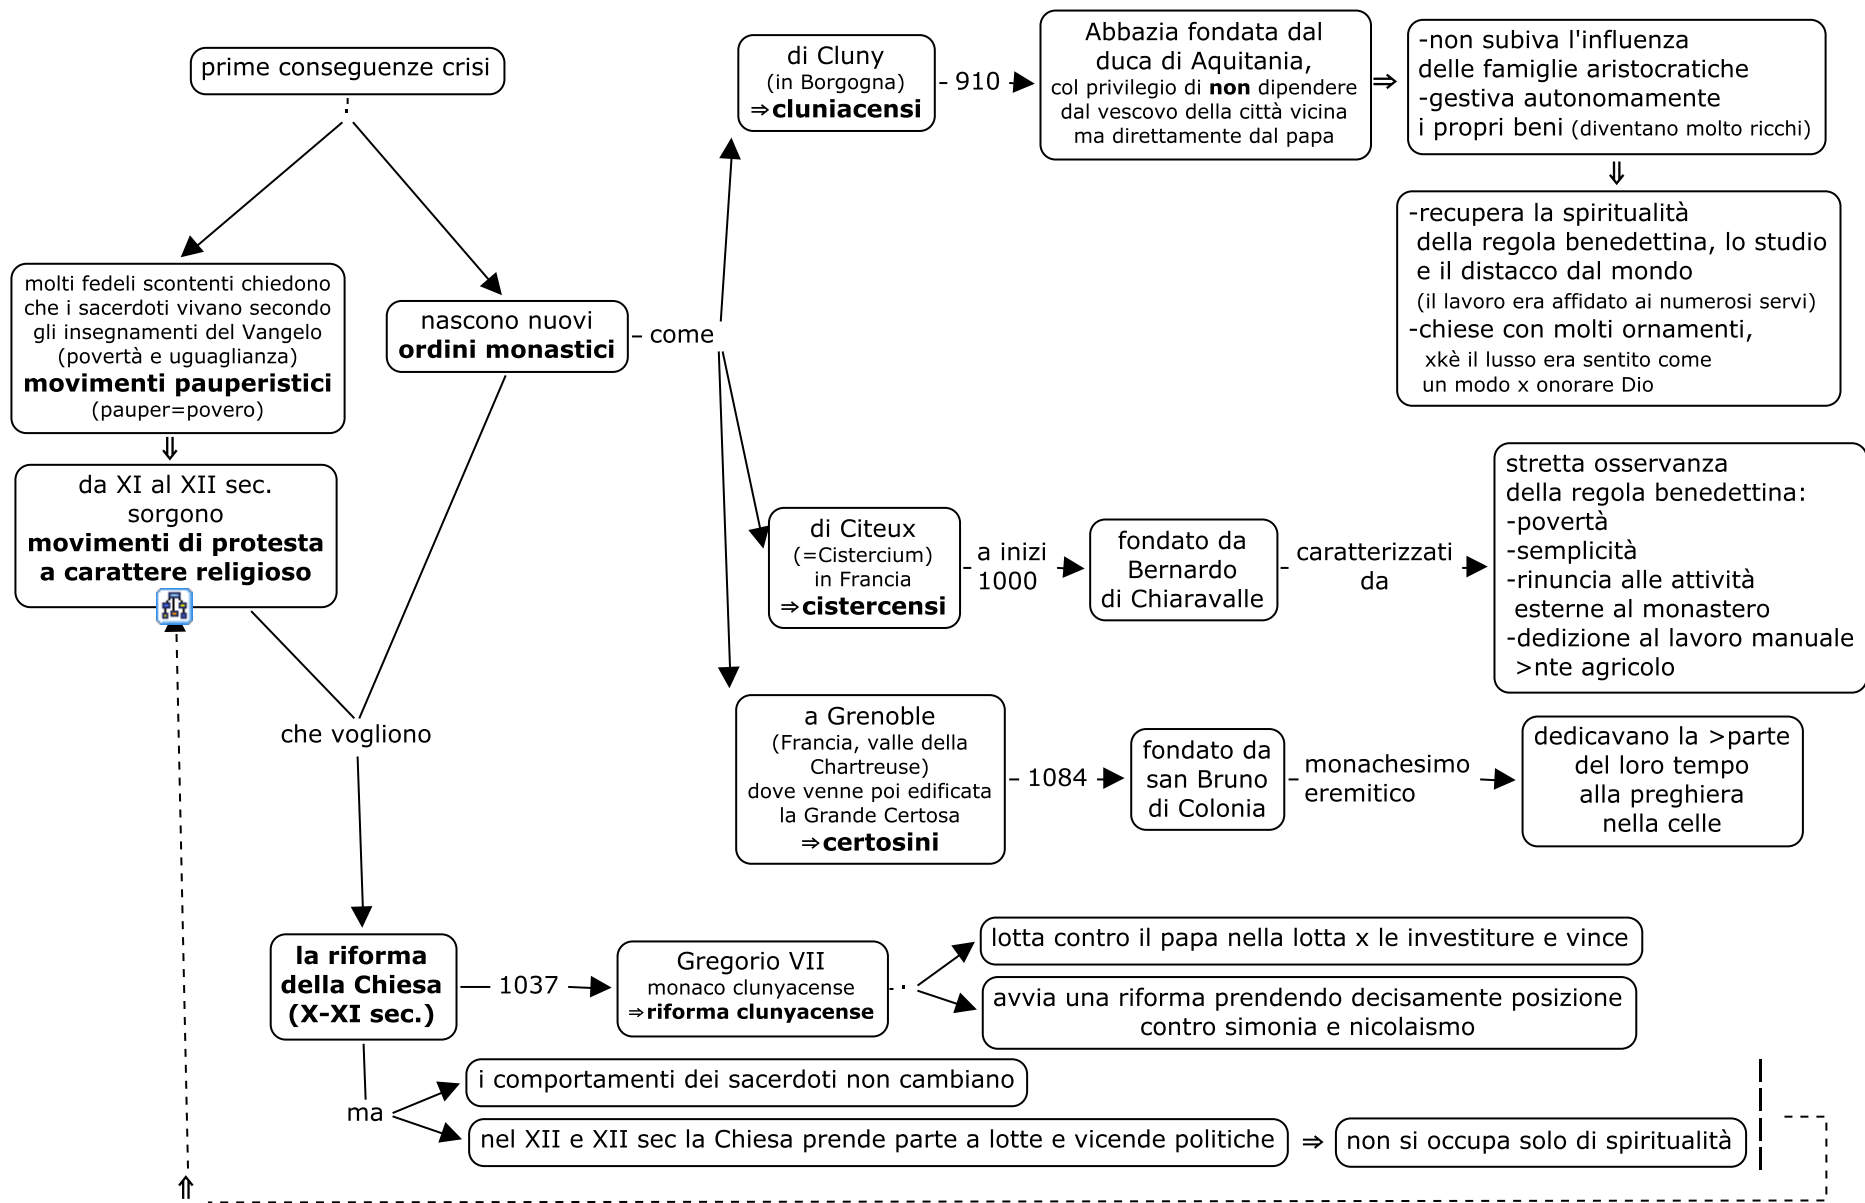 prime conseguenze crisi
molti fedeli scontenti chiedono
che i sacerdoti vivano secondo
gli insegnamenti del Vangelo
(povertà e uguaglianza)
movimenti pauperistici
(pauper=povero)
⇓
da XI al XII sec.
sorgono
movimenti di protesta
a carattere religioso
nascono nuovi
ordini monastici
come
di Cluny
(in Borgogna)
⇒cluniacensi
910
Abbazia fondata dal
duca di Aquitania,
col privilegio di non dipendere
dal vescovo della città vicina
ma direttamente dal papa
⇒
-non subiva l'influenza
delle famiglie aristocratiche
-gestiva autonomamente
i propri beni (diventano molto ricchi)
⇓
-recupera la spiritualità
della regola benedettina, lo studio
e il distacco dal mondo
(il lavoro era affidato ai numerosi servi)
-chiese con molti ornamenti,
xkè il lusso era sentito come
un modo x onorare Dio
di Citeux
(=Cistercium)
in Francia
⇒cistercensi
a inizi
1000
fondato da
Bernardo
di Chiaravalle
caratterizzati
da
stretta osservanza
della regola benedettina:
-povertà
-semplicità
-rinuncia alle attività
esterne al monastero
-dedizione al lavoro manuale
>nte agricolo
a Grenoble
(Francia, valle della
Chartreuse)
dove venne poi edificata
la Grande Certosa
⇒certosini
1084
fondato da
san Bruno
di Colonia
monachesimo
eremitico
dedicavano la >parte
del loro tempo
alla preghiera
nella celle
che vogliono
la riforma
della Chiesa
(X-XI sec.)
1037
Gregorio VII
monaco clunyacense
⇒riforma clunyacense
lotta contro il papa nella lotta x le investiture e vince
avvia una riforma prendendo decisamente posizione
contro simonia e nicolaismo
ma
i comportamenti dei sacerdoti non cambiano
nel XII e XII sec la Chiesa prende parte a lotte e vicende politiche
⇒
non si occupa solo di spiritualità
⇑